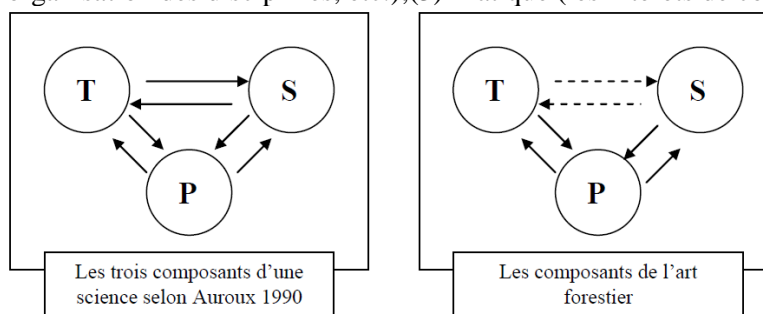 T S
P
Les trois composants d'une
science selon Auroux 1990
T S
P
Les composants de l'art
forestier